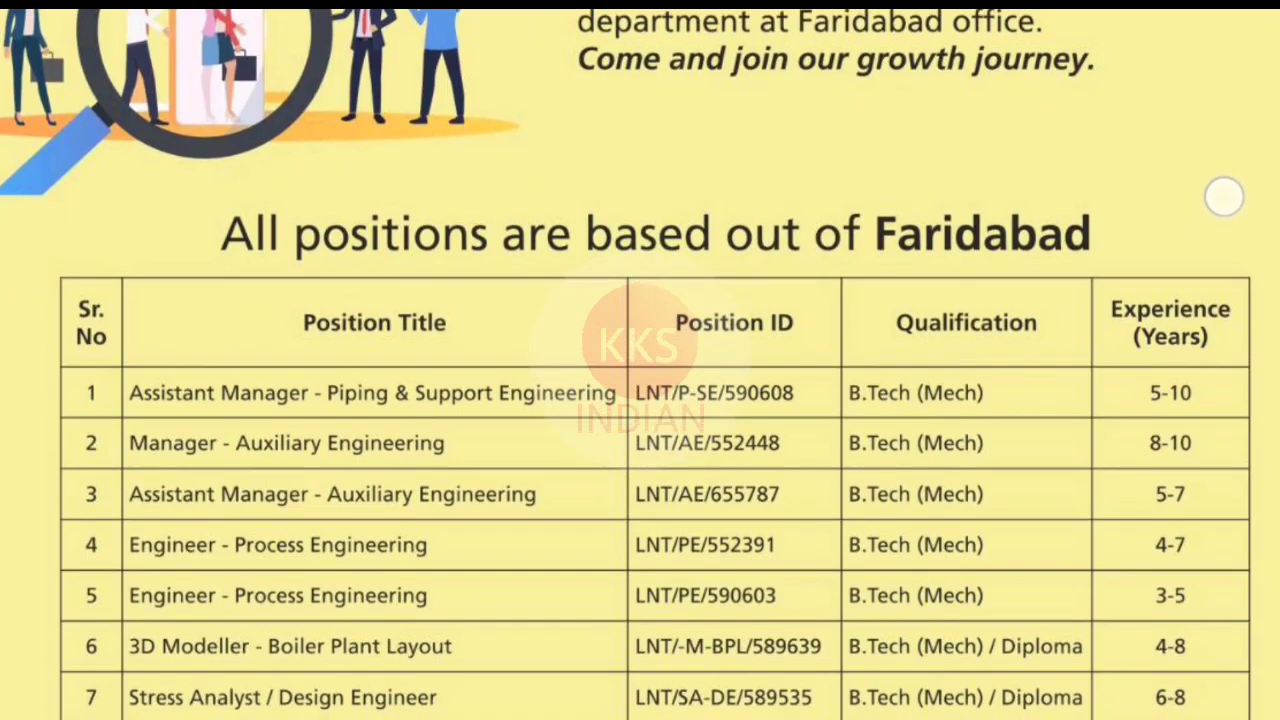 department at Faridabad office.
Come and join our growth journey.
All positions are based out of Faridabad
Sr. No Position Title Position ID Qualification Experience (Years)
1 Assistant Manager - Piping & Support Engineering LNT/P-SE/590608 B.Tech (Mech) 5-10
2 Manager - Auxiliary Engineering LNT/AE/552448 B.Tech (Mech) 8-10
3 Assistant Manager - Auxiliary Engineering LNT/AE/655787 B.Tech (Mech) 5-7
4 Engineer - Process Engineering LNT/PE/552391 B.Tech (Mech) 4-7
5 Engineer - Process Engineering LNT/PE/590603 B.Tech (Mech) 3-5
6 3D Modeller - Boiler Plant Layout LNT/-M-BPL/589639 B.Tech (Mech) / Diploma 4-8
7 Stress Analyst / Design Engineer LNT/SA-DE/589535 B.Tech (Mech) / Diploma 6-8
KKS
INDIAN